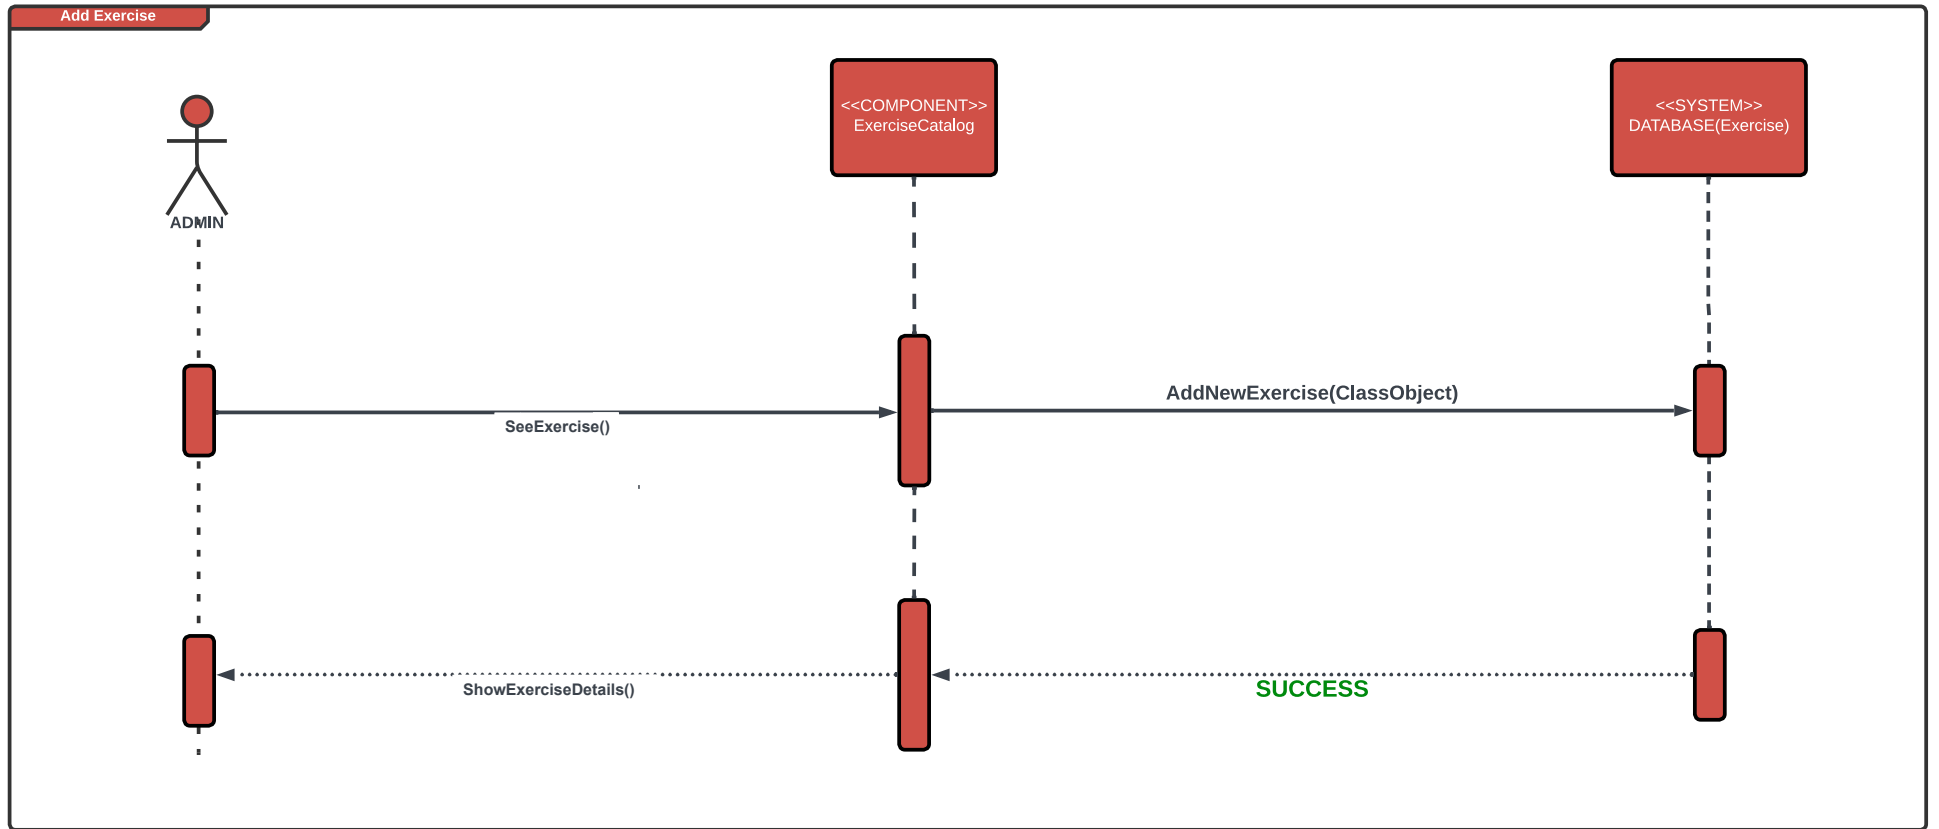 Add Exercise
<<COMPONENT>>
ExerciseCatalog
<<SYSTEM>>
DATABASE(Exercise)
ADMIN
AddNewExercise(ClassObject)
SeeExercise()
ShowExerciseDetails()
SUCCESS